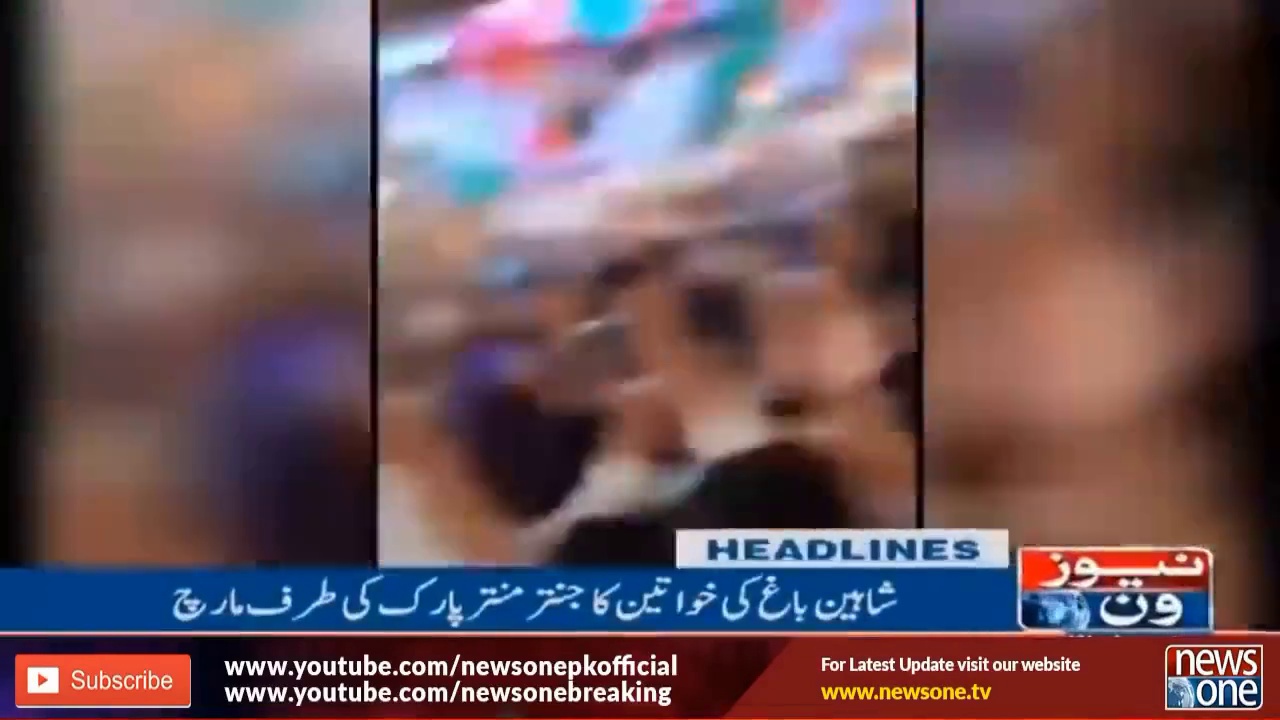 HEADLINES
شاہین باغ کی خواتین کا جنتر منتر پارک کی طرف مارچ
نیوز
ون
Subscribe
www.youtube.com/newsonepkofficial
www.youtube.com/newsonebreaking
For Latest Update visit our website
www.newsone.tv
news
one